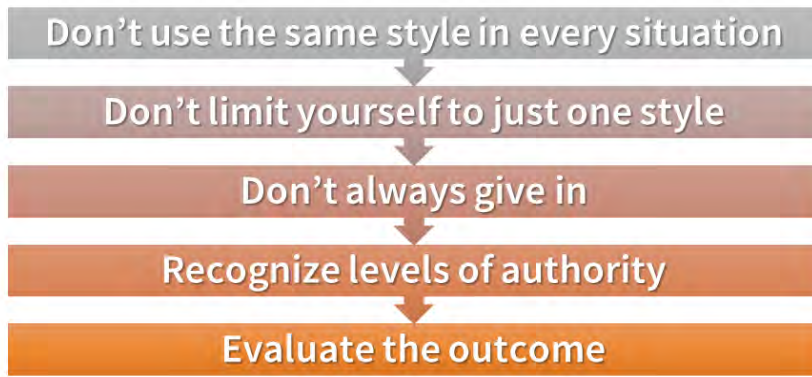 Don’t use the same style in every situation
Don’t limit yourself to just one style
Don’t always give in
Recognize levels of authority
Evaluate the outcome